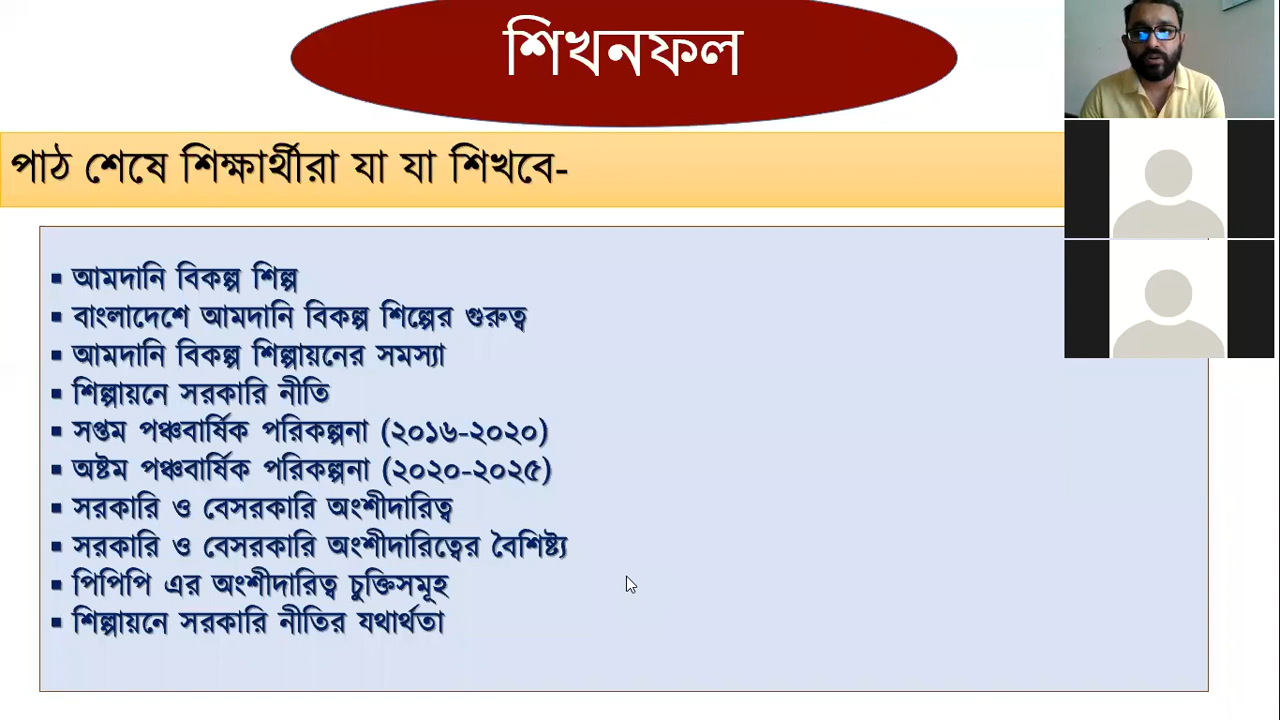 শিখনফল
পাঠ শেষে শিক্ষার্থীরা যা যা শিখবে-
▪ আমদানি বিকল্প শিল্প
▪ বাংলাদেশে আমদানি বিকল্প শিল্পের গুরুত্ব
▪ আমদানি বিকল্প শিল্পায়নের সমস্যা
▪ শিল্পায়নে সরকারি নীতি
▪ সপ্তম পঞ্চবার্ষিক পরিকল্পনা (২০১৬-২০২০)
▪ অষ্টম পঞ্চবার্ষিক পরিকল্পনা (২০২০-২০২৫)
▪ সরকারি ও বেসরকারি অংশীদারিত্ব
▪ সরকারি ও বেসরকারি অংশীদারিত্বের বৈশিষ্ট্য
▪ পিপিপি এর অংশীদারিত্ব চুক্তিসমূহ
▪ শিল্পায়নে সরকারি নীতির যথার্থতা